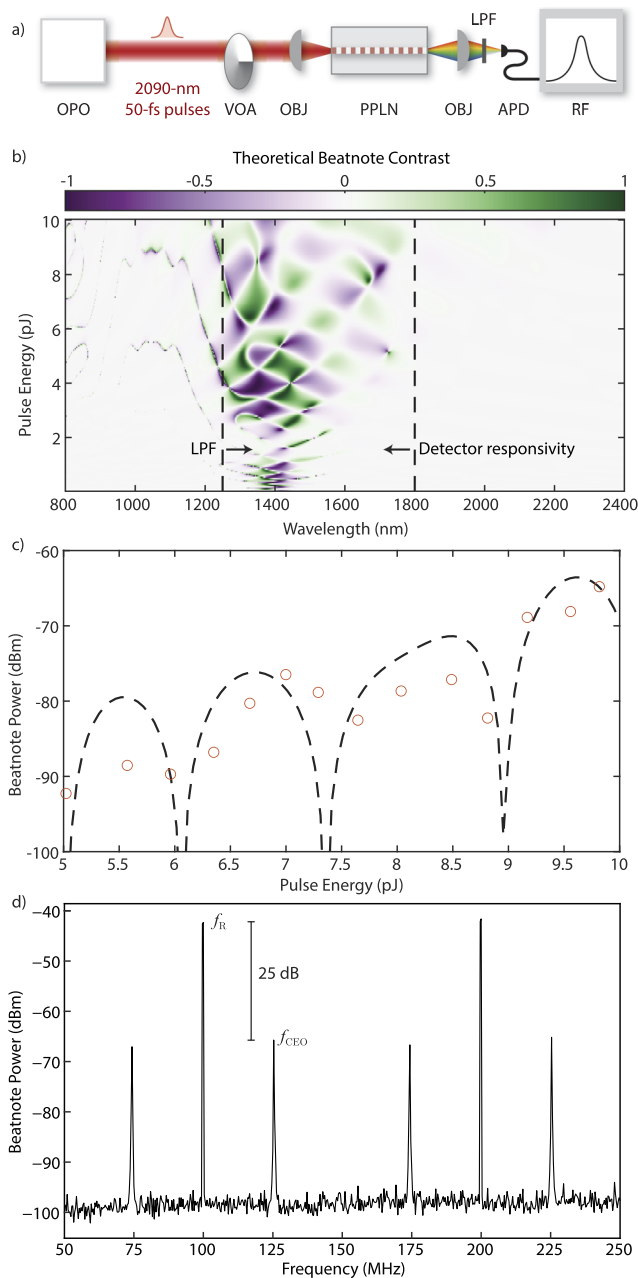 a)
LPF
2090-nm
50-fs pulses
OPO VOA OBJ PPLN OBJ APD RF
b)
Theoretical Beatnote Contrast
-1 -0.5 0 0.5 1
10
8
6
4
2
Pulse Energy (pJ)
LPF
Detector responsivity
800 1000 1200 1400 1600 1800 2000 2200 2400
Wavelength (nm)
c)
-60
-70
-80
-90
-100
Beatnote Power (dBm)
5 5.5 6 6.5 7 7.5 8 8.5 9 9.5 10
Pulse Energy (pJ)
d)
−40
−50
−60
−70
−80
−90
−100
Beatnote Power (dBm)
fR
25 dB
fCEO
50 75 100 125 150 175 200 225 250
Frequency (MHz)